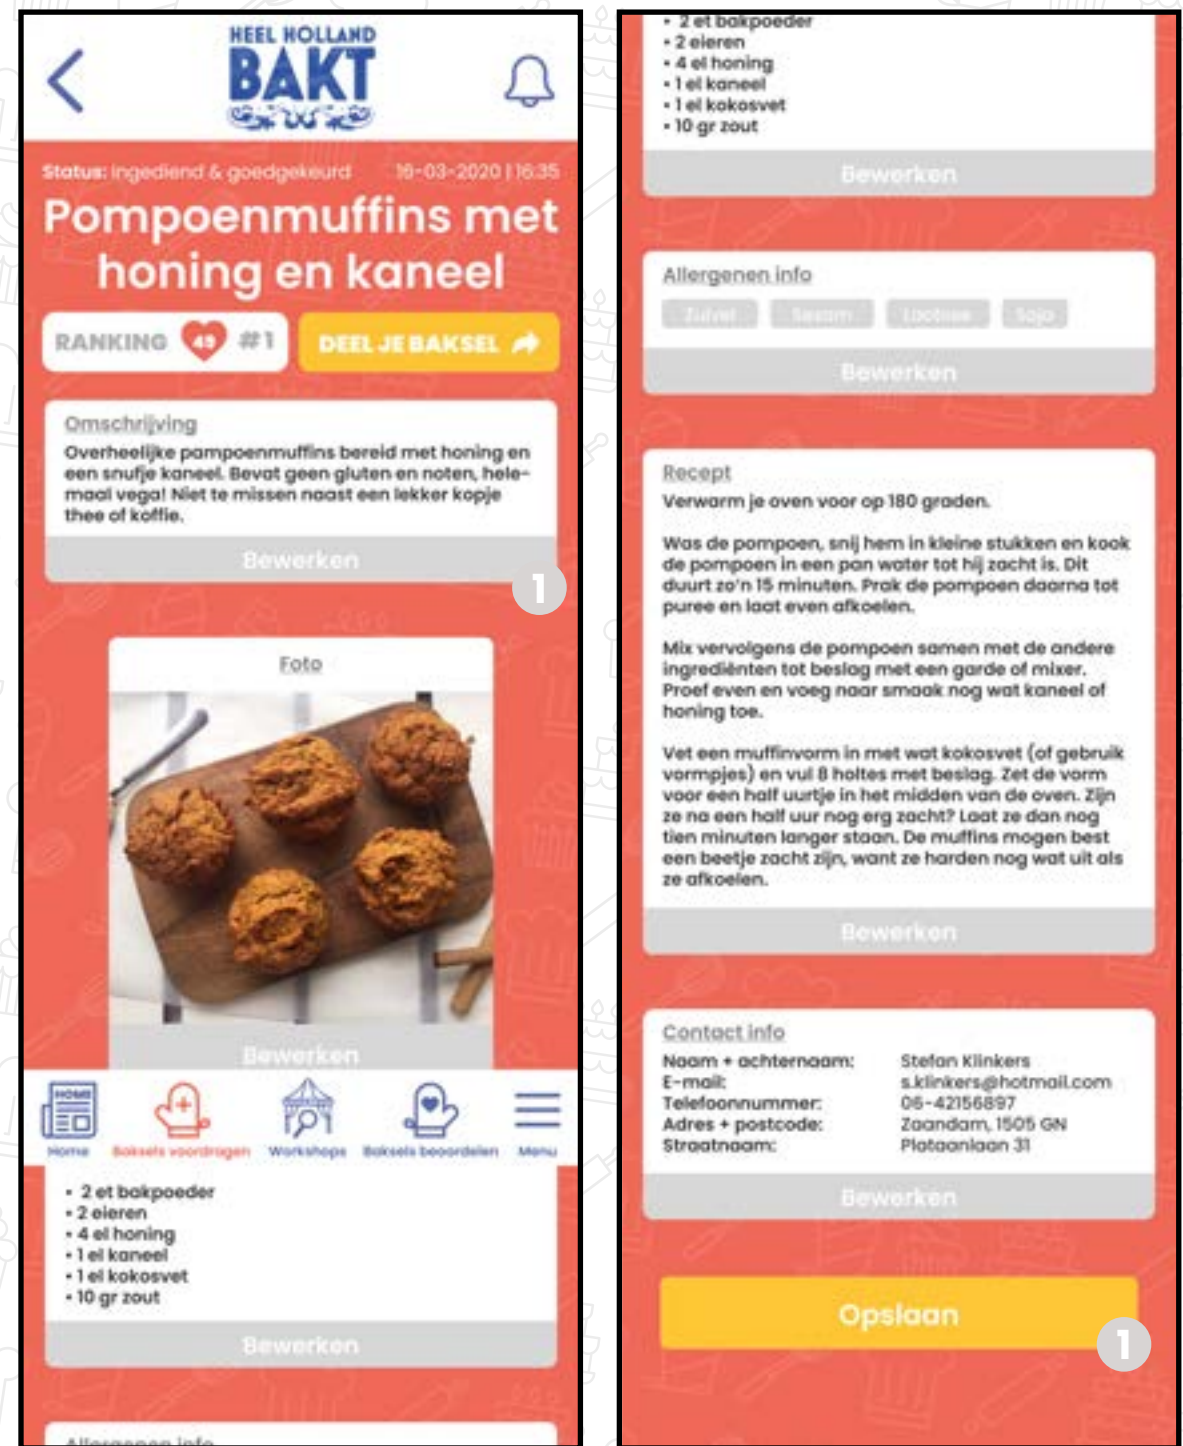 HEEL HOLLAND
BAKT
Status: Ingediend & goedgekeurd 16-03-2020 | 16:35
Pompoenmuffins met
honing en kaneel
RANKING 49 #1
DEEL JE BAKSEL
Omschrijving
Overheelijke pampoenmuffins bereid met honing en
een snufje kaneel. Bevat geen gluten en noten, hele-
maal vega! Niet te missen naast een lekker kopje
thee of koffie.
Bewerken
1
Foto
Bewerken
HOME
Home Baksels voordragen Workshops Baksels beoordelen Menu
• 2 et bakpoeder
• 2 eieren
• 4 el honing
• 1 el kaneel
• 1 el kokosvet
• 10 gr zout
Bewerken
Allergenen info
• 2 et bakpoeder
• 2 eieren
• 4 el honing
• 1 el kaneel
• 1 el kokosvet
• 10 gr zout
Bewerken
Allergenen info
Zuivel Sesam Lactose Soja
Bewerken
Recept
Verwarm je oven voor op 180 graden.
Was de pompoen, snij hem in kleine stukken en kook
de pompoen in een pan water tot hij zacht is. Dit
duurt zo'n 15 minuten. Prak de pompoen daarna tot
puree en laat even afkoelen.
Mix vervolgens de pompoen samen met de andere
ingrediënten tot beslag met een garde of mixer.
Proef even en voeg naar smaak nog wat kaneel of
honing toe.
Vet een muffinvorm in met wat kokosvet (of gebruik
vormpjes) en vul 8 holtes met beslag. Zet de vorm
voor een half uurtje in het midden van de oven. Zijn
ze na een half uur nog erg zacht? Laat ze dan nog
tien minuten langer staan. De muffins mogen best
een beetje zacht zijn, want ze harden nog wat uit als
ze afkoelen.
Bewerken
Contact info
Naam + achternaam: Stefan Klinkers
E-mail: s.klinkers@hotmail.com
Telefoonnummer: 06-42156897
Adres + postcode: Zaandam, 1505 GN
Straatnaam: Plataanlaan 31
Bewerken
Opslaan
1